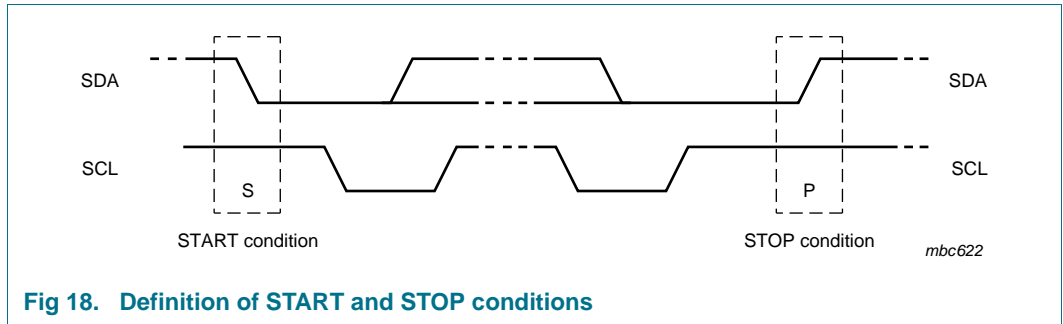 SDA SDA
SCL SCL
S P
START condition STOP condition
mbc622
Fig 18. Definition of START and STOP conditions